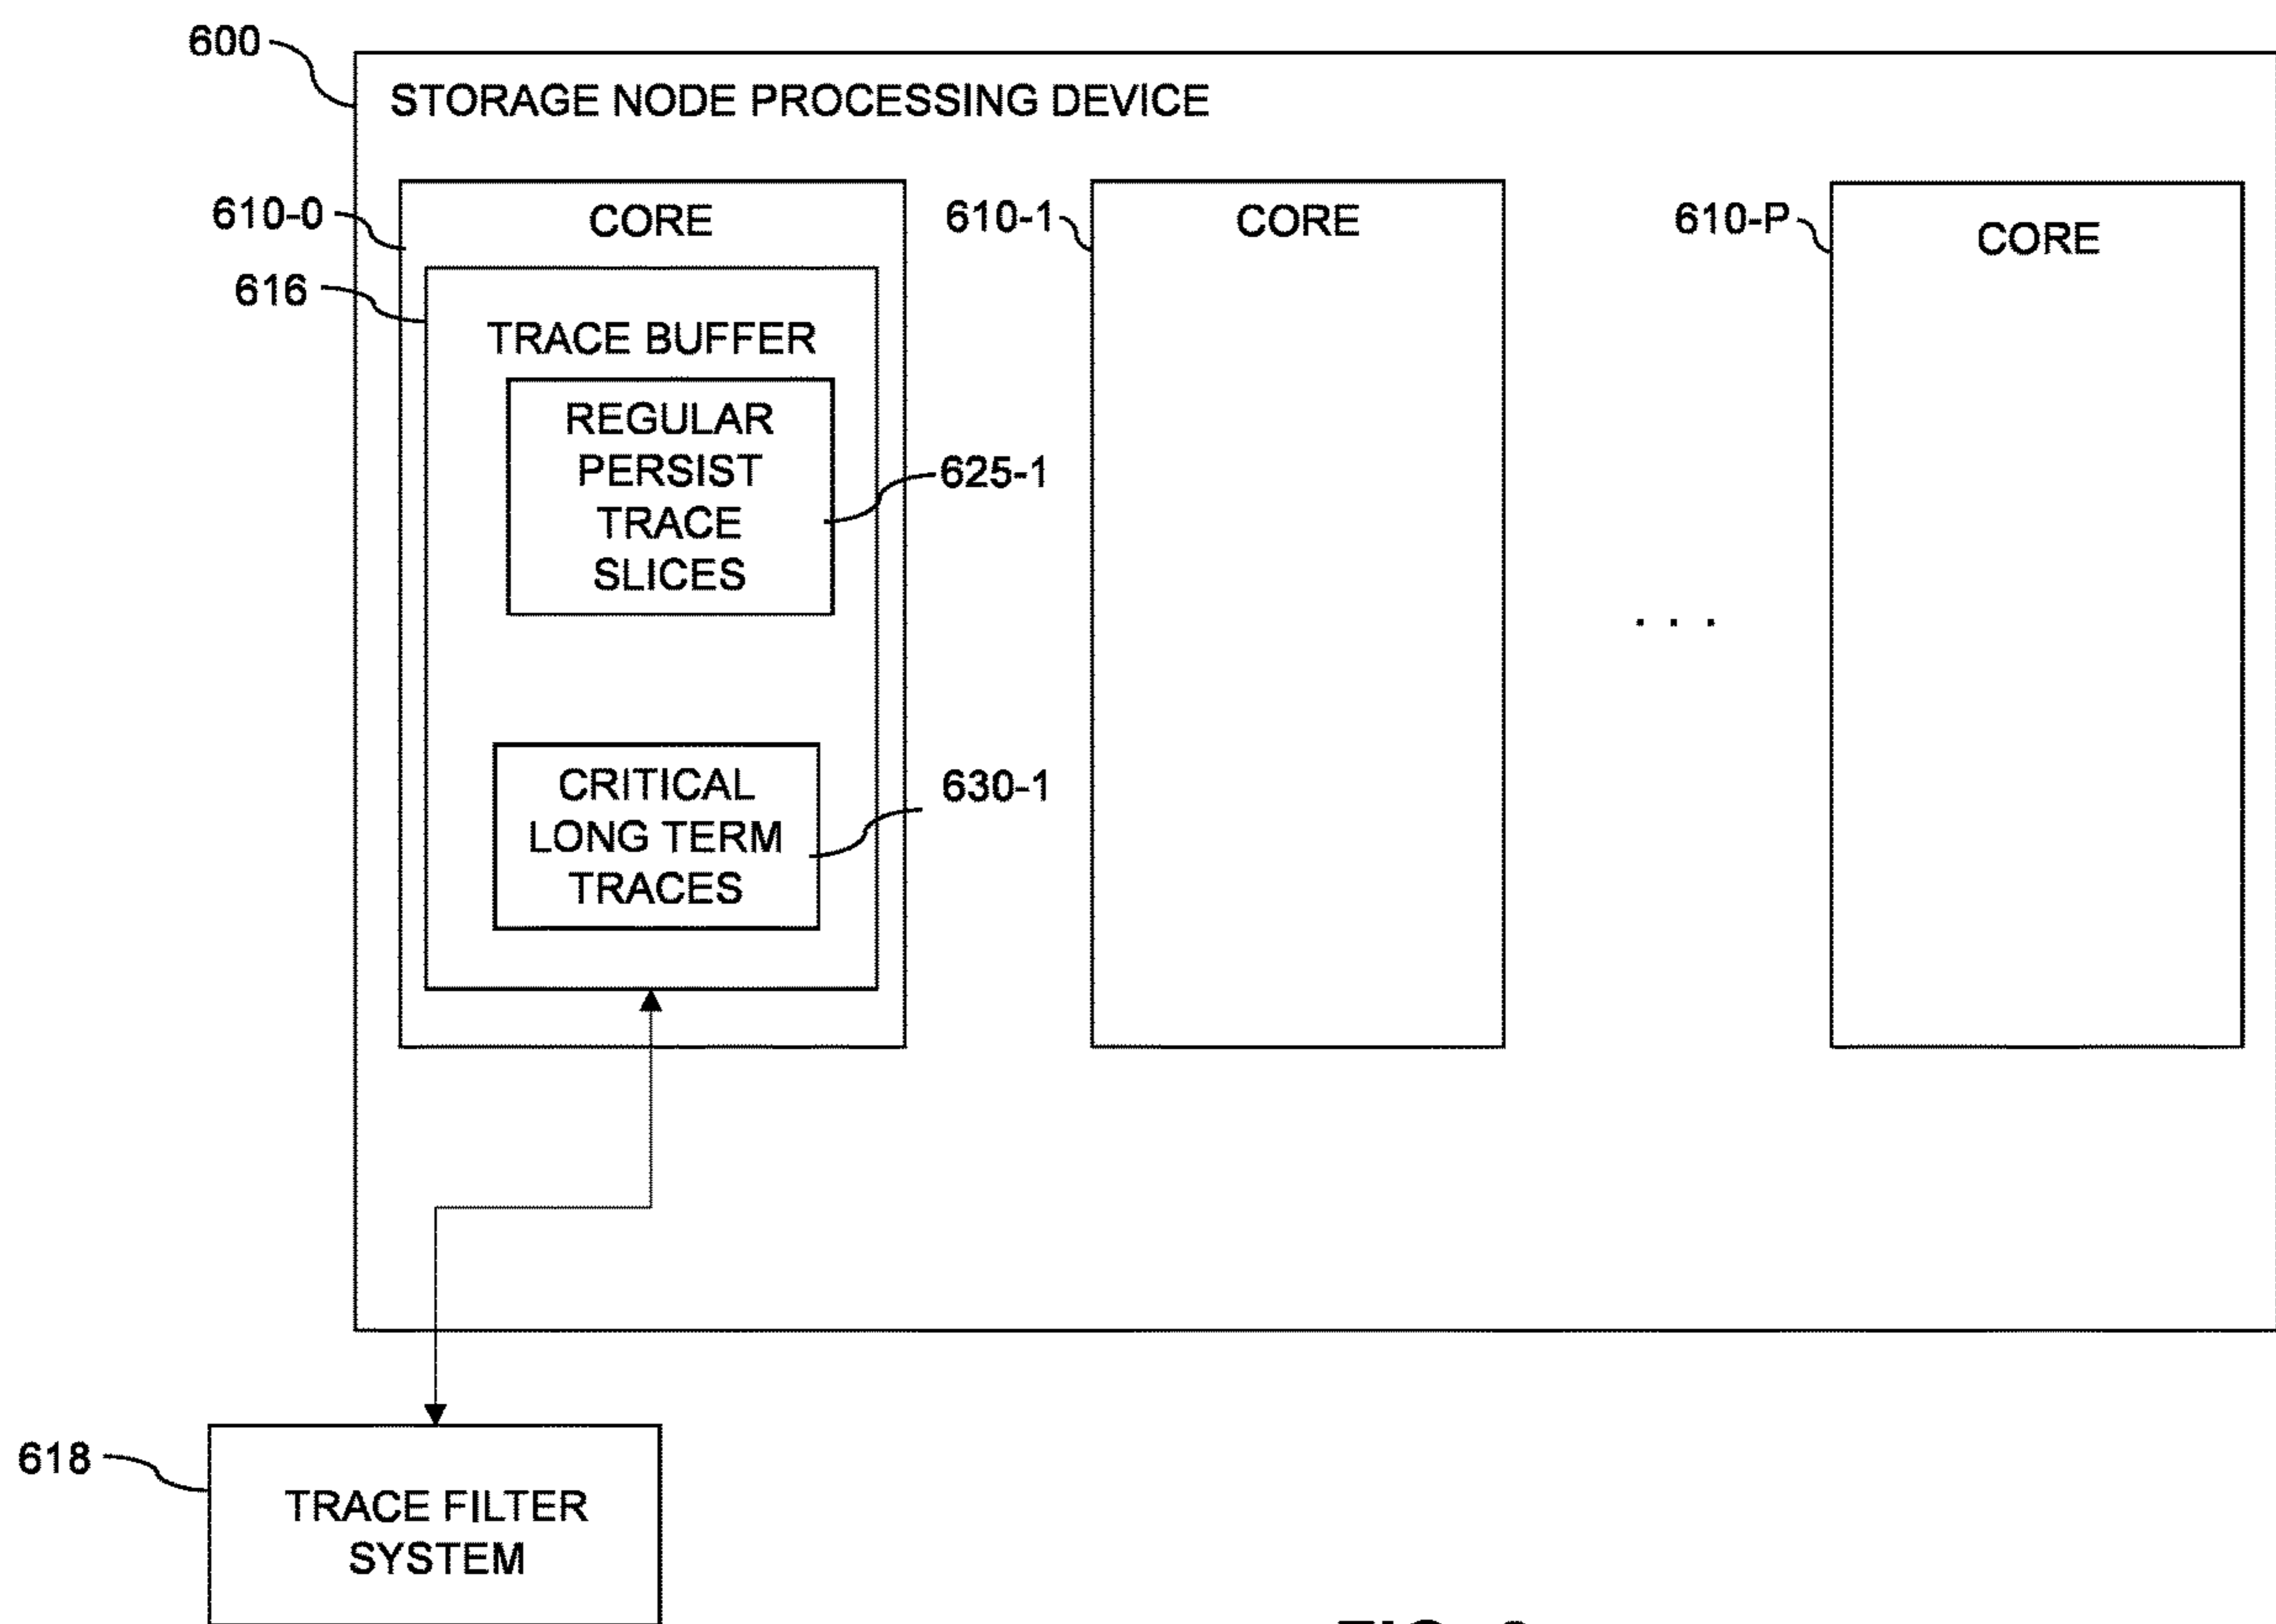 600
STORAGE NODE PROCESSING DEVICE
610-0
CORE
610-1
CORE
610-P
CORE
616
TRACE BUFFER
REGULAR
PERSIST
TRACE
SLICES
625-1
. . .
CRITICAL
LONG TERM
TRACES
630-1
618
TRACE FILTER
SYSTEM